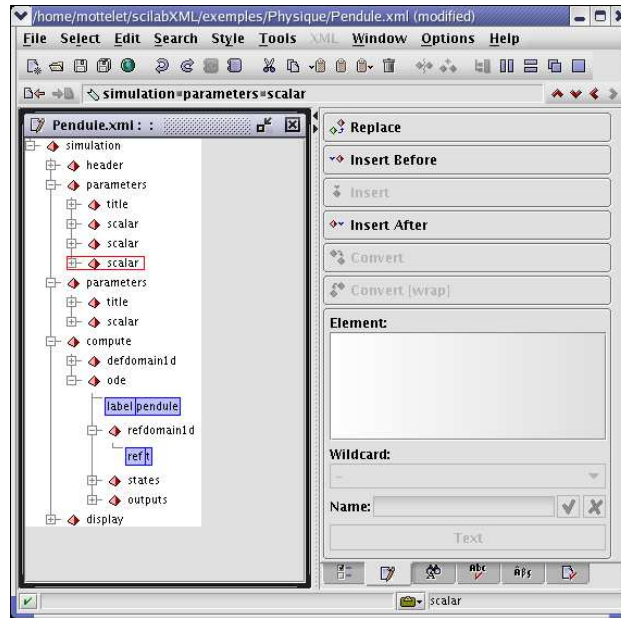 /home/mottelet/scilabXML/exemples/Physique/Pendule.xml (modified)
File Select Edit Search Style Tools XML Window Options Help
simulation=parameters=scalar
Pendule.xml: :
simulation
header
parameters
title
scalar
scalar
scalar
parameters
title
scalar
compute
defdomain1d
ode
label pendule
refdomain1d
ref t
states
outputs
display
Replace
Insert Before
Insert
Insert After
Convert
Convert [wrap]
Element:
Wildcard:
Name:
Text
Abc
scalar